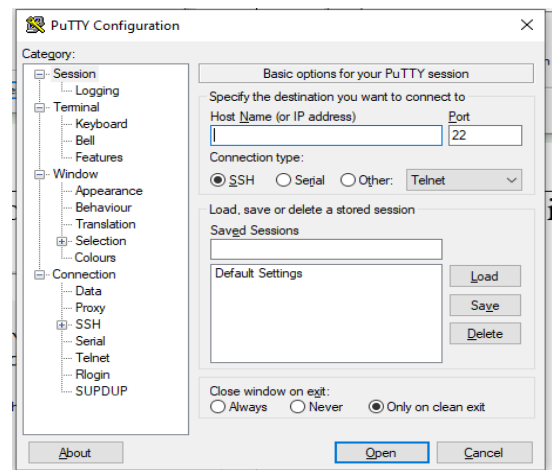 PuTTY Configuration
Category:
Session
Logging
Terminal
Keyboard
Bell
Features
Window
Appearance
Behaviour
Translation
Selection
Colours
Connection
Data
Proxy
SSH
Serial
Telnet
Rlogin
SUPDUP
Basic options for your PuTTY session
Specify the destination you want to connect to
Host Name (or IP address) Port
22
Connection type:
SSH Serial Other: Telnet
Load, save or delete a stored session
Saved Sessions
Default Settings
Load
Save
Delete
Close window on exit:
Always Never Only on clean exit
About Open Cancel